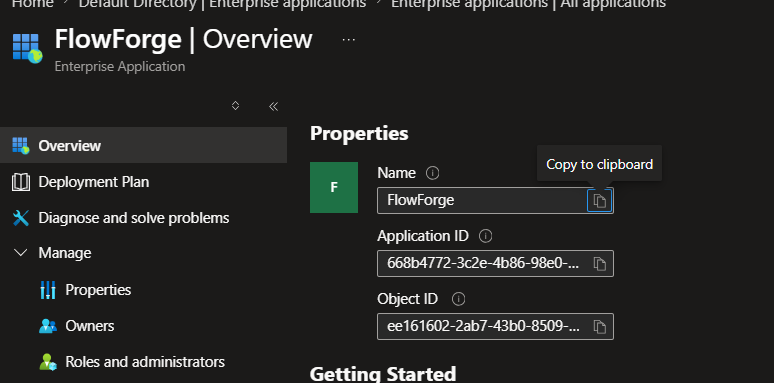 Home > Default Directory | Enterprise applications > Enterprise applications | All applications
FlowForge | Overview ...
Enterprise Application
Overview
Deployment Plan
Diagnose and solve problems
Manage
Properties
Owners
Roles and administrators
Properties
Copy to clipboard
F
Name
FlowForge
Application ID
668b4772-3c2e-4b86-98e0-...
Object ID
ee161602-2ab7-43b0-8509-...
Getting Started